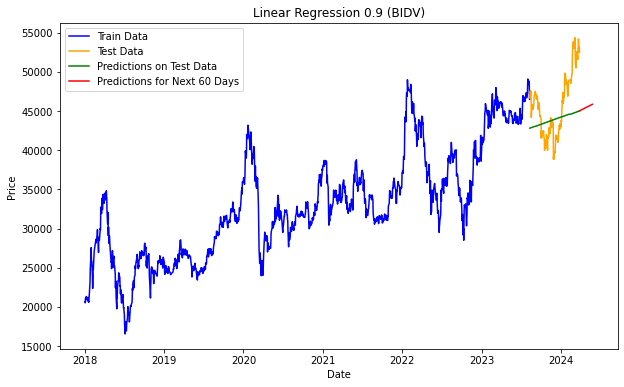 Linear Regression 0.9 (BIDV)
Train Data
Test Data
Predictions on Test Data
Predictions for Next 60 Days
Price
55000
50000
45000
40000
35000
30000
25000
20000
15000
2018
2019
2020
2021
2022
2023
2024
Date